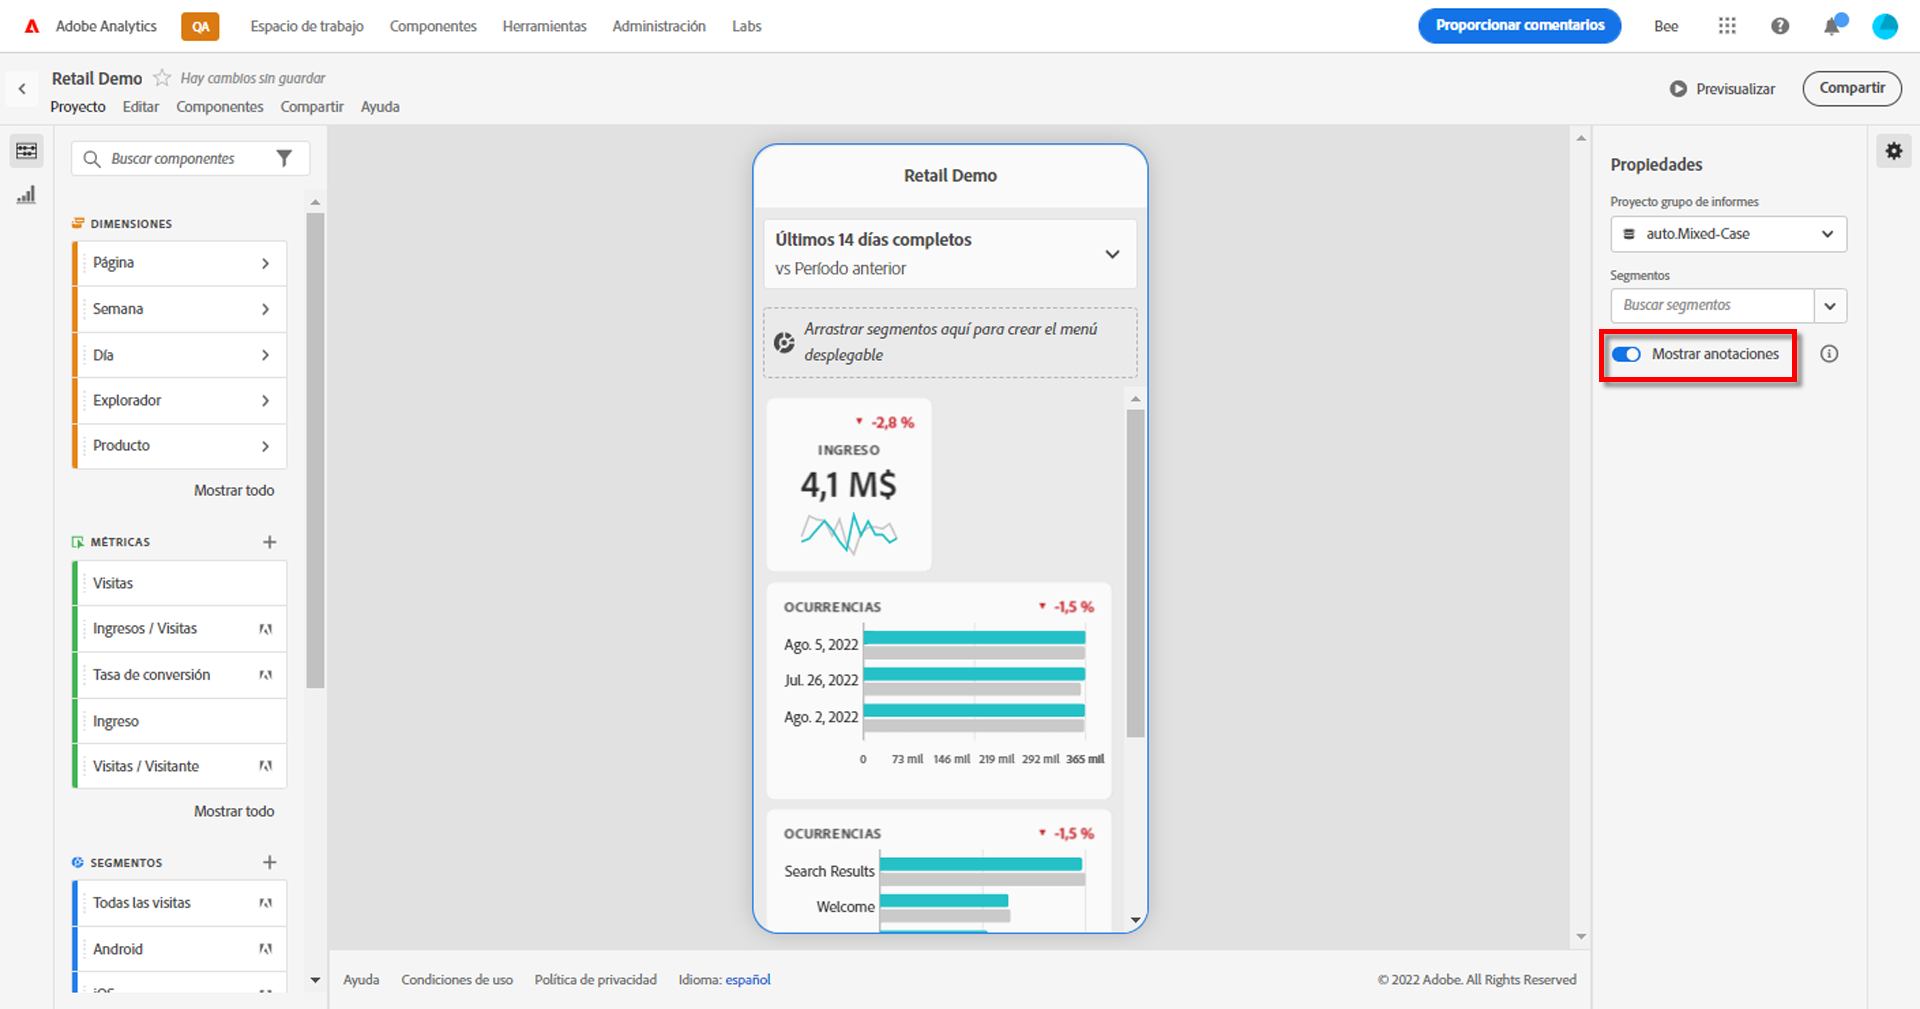 Adobe Analytics
QA
Espacio de trabajo
Componentes
Herramientas
Administración
Labs
Proporcionar comentarios
Bee
Retail Demo
Hay cambios sin guardar
Proyecto
Editar
Componentes
Compartir
Ayuda
Previsualizar
Compartir
Buscar componentes
DIMENSIONES
Página
Semana
Día
Explorador
Producto
Mostrar todo
MÉTRICAS
Visitas
Ingresos / Visitas
Tasa de conversión
Ingreso
Visitas / Visitante
Mostrar todo
SEGMENTOS
Todas las visitas
Android
iOS
Retail Demo
Últimos 14 días completos
vs Período anterior
Arrastrar segmentos aquí para crear el menú
desplegable
-2,8 %
INGRESO
4,1 M$
OCURRENCIAS
-1,5 %
Ago. 5, 2022
Jul. 26, 2022
Ago. 2, 2022
0 73 mil 146 mil 219 mil 292 mil 365 mil
OCURRENCIAS
-1,5 %
Search Results
Welcome
Propiedades
Proyecto grupo de informes
auto.Mixed-Case
Segmentos
Buscar segmentos
Mostrar anotaciones
Ayuda
Condiciones de uso
Política de privacidad
Idioma: español
© 2022 Adobe. All Rights Reserved